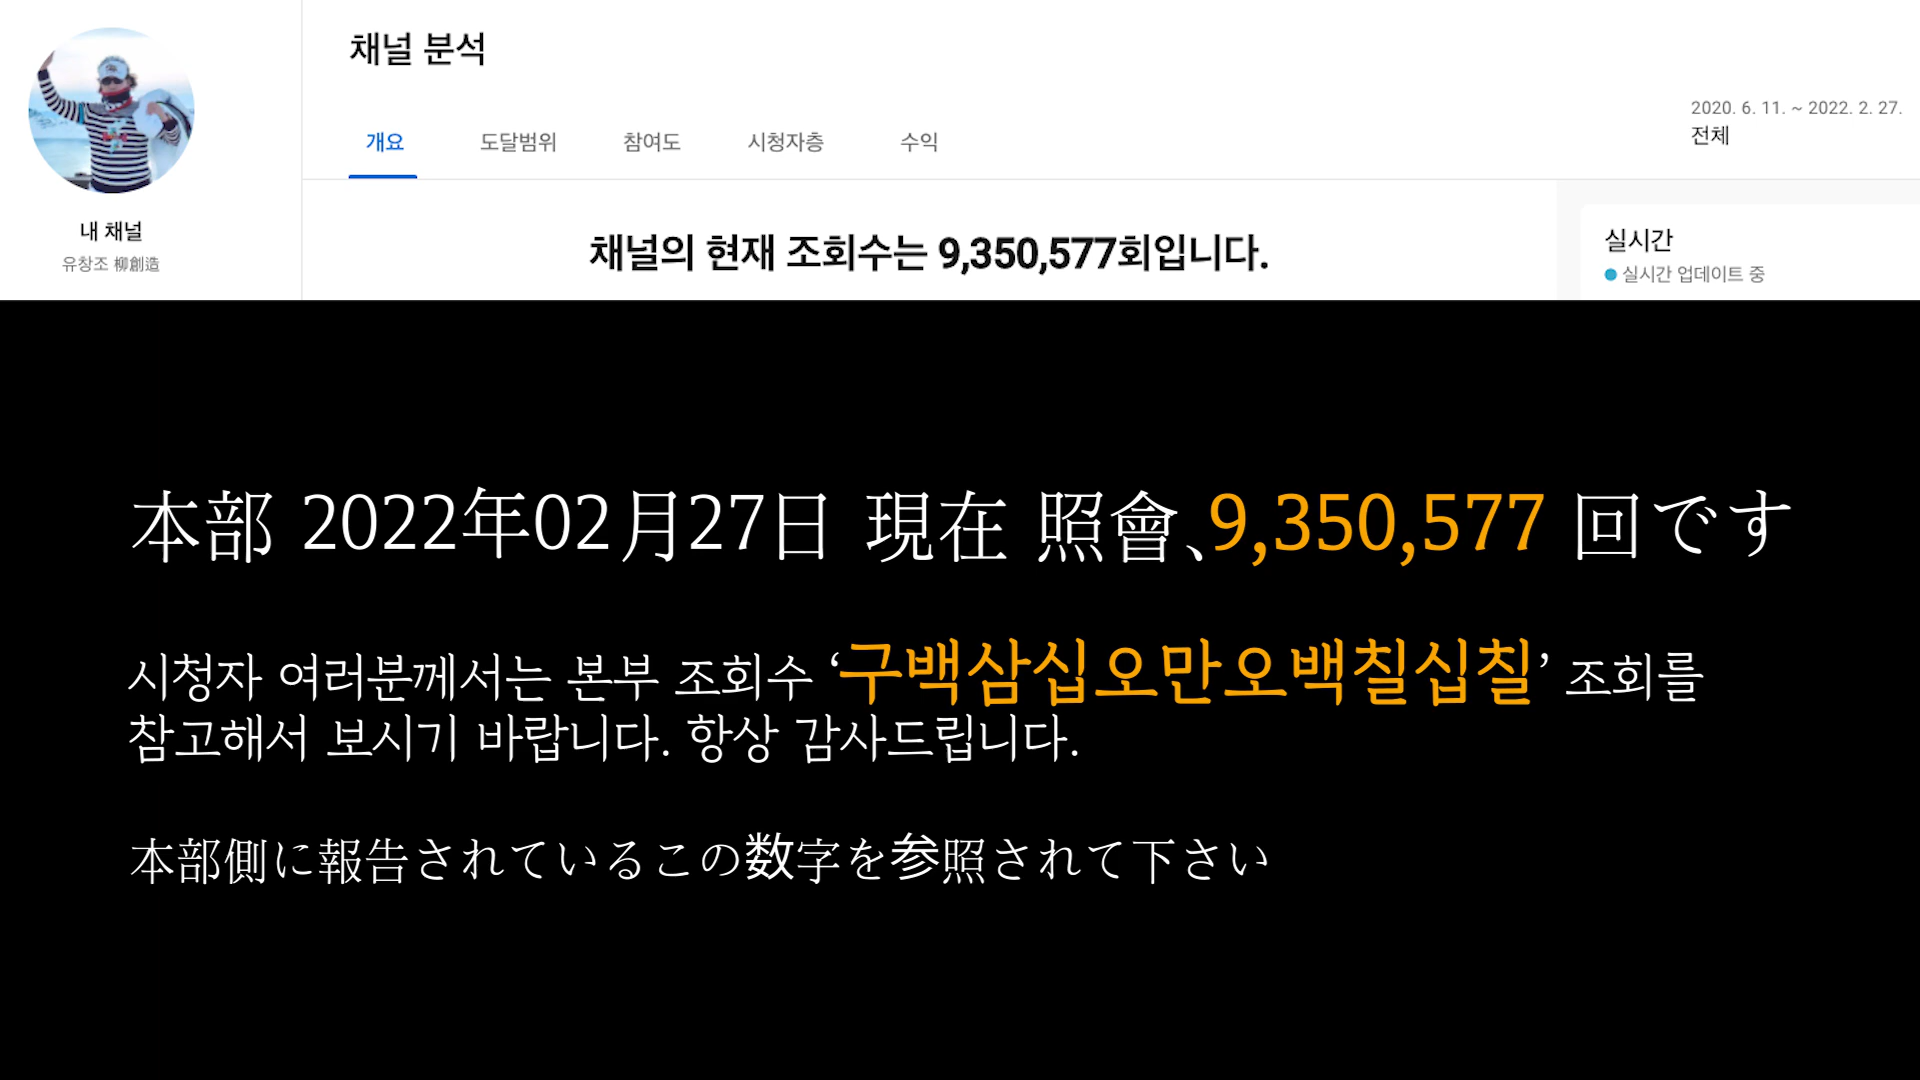 채널 분석
2020. 6. 11. ~ 2022. 2. 27.
전체
개요 도달범위 참여도 시청자층 수익
내 채널
유창조 柳創造
채널의 현재 조회수는 9,350,577회입니다.
실시간
실시간 업데이트 중
本部 2022年02月27日 現在 照會、9,350,577 回です
시청자 여러분께서는 본부 조회수 ‘구백삼십오만오백칠십칠’ 조회를
참고해서 보시기 바랍니다. 항상 감사드립니다.
本部側に報告されているこの数字を参照されて下さい